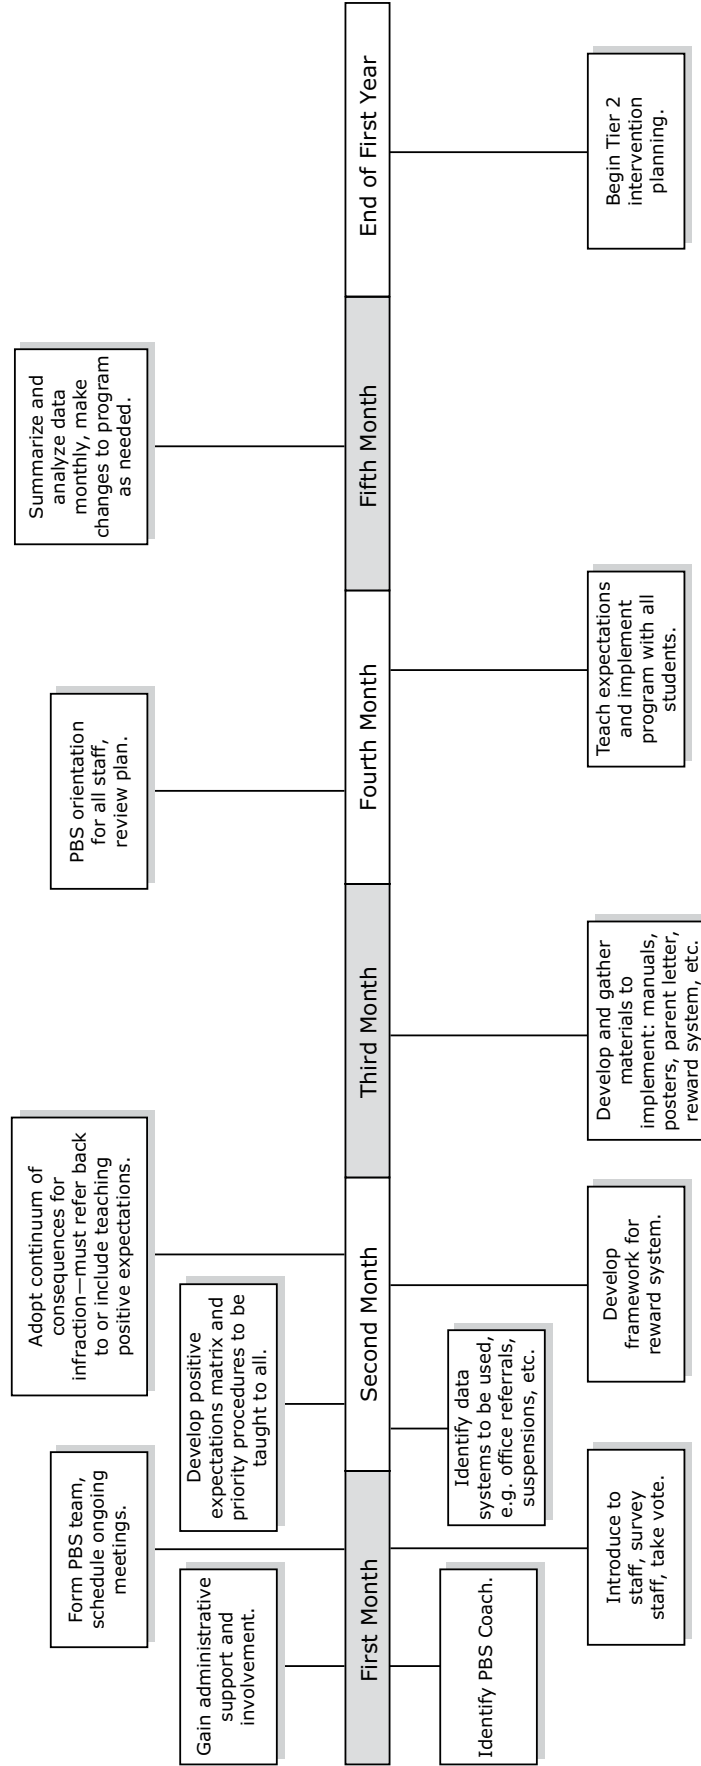 Form PBS team,
schedule ongoing
meetings.
Gain administrative
support and
involvement.
Adopt continuum of
consequences for
infraction—must refer back
to or include teaching
positive expectations.
Develop positive
expectations matrix and
priority procedures to be
taught to all.
PBS orientation
for all staff,
review plan.
Summarize and
analyze data
monthly, make
changes to program
as needed.
First Month
Second Month
Third Month
Fourth Month
Fifth Month
End of First Year
Identify PBS Coach.
Introduce to
staff, survey
staff, take vote.
Identify data
systems to be used,
e.g. office referrals,
suspensions, etc.
Develop
framework for
reward system.
Develop and gather
materials to
implement: manuals,
posters, parent letter,
reward system, etc.
Teach expectations
and implement
program with all
students.
Begin Tier 2
intervention
planning.